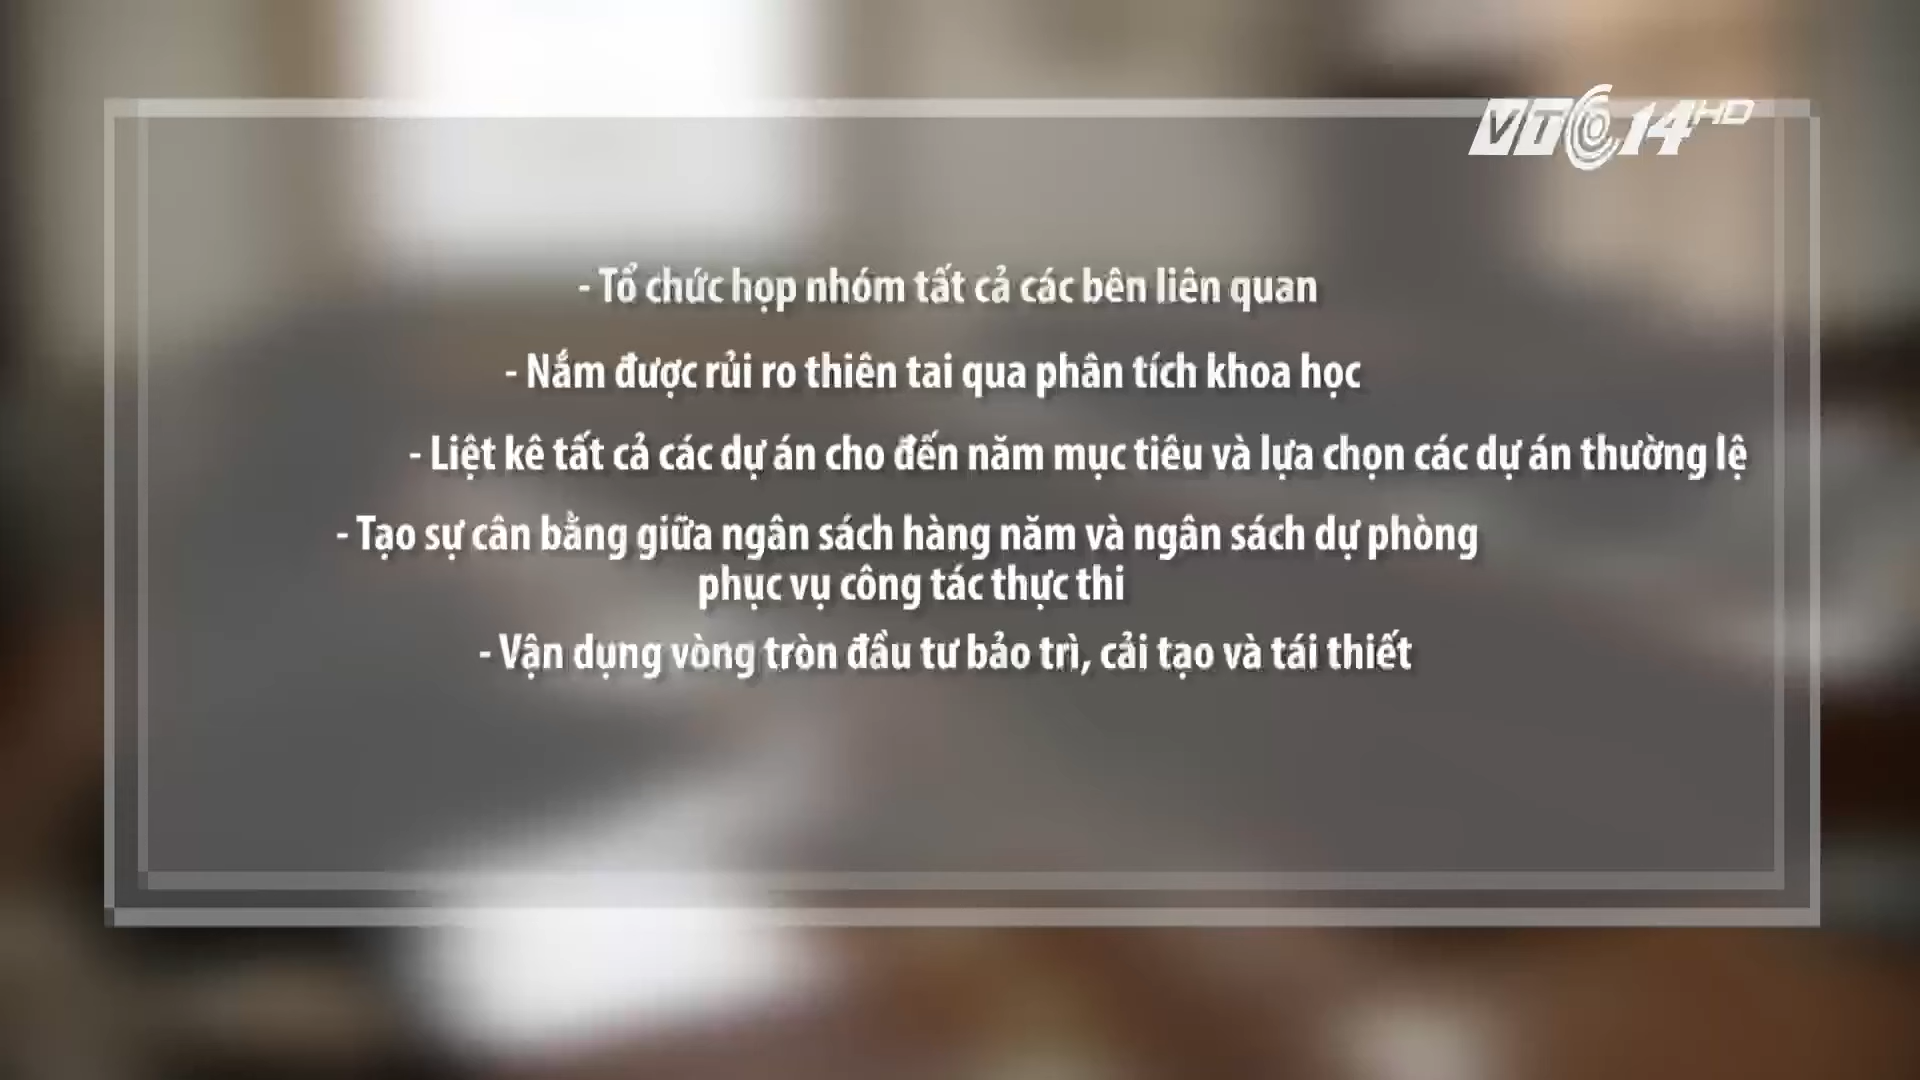 VTC14HD
- Tổ chức họp nhóm tất cả các bên liên quan
- Nắm được rủi ro thiên tai qua phân tích khoa học
- Liệt kê tất cả các dự án cho đến năm mục tiêu và lựa chọn các dự án thường lệ
- Tạo sự cân bằng giữa ngân sách hàng năm và ngân sách dự phòng
phục vụ công tác thực thi
- Vận dụng vòng tròn đầu tư bảo trì, cải tạo và tái thiết